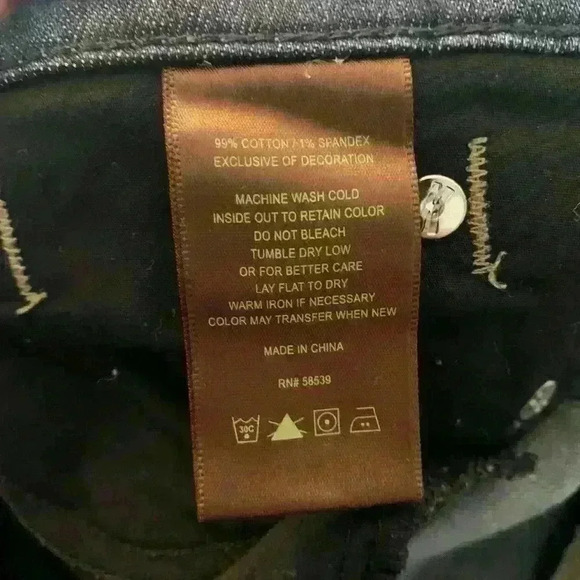 99% COTTON / 1% SPANDEX
EXCLUSIVE OF DECORATION
MACHINE WASH COLD
INSIDE OUT TO RETAIN COLOR
DO NOT BLEACH
TUMBLE DRY LOW
OR FOR BETTER CARE
LAY FLAT TO DRY
WARM IRON IF NECESSARY
COLOR MAY TRANSFER WHEN NEW
MADE IN CHINA
RN# 58539
30C